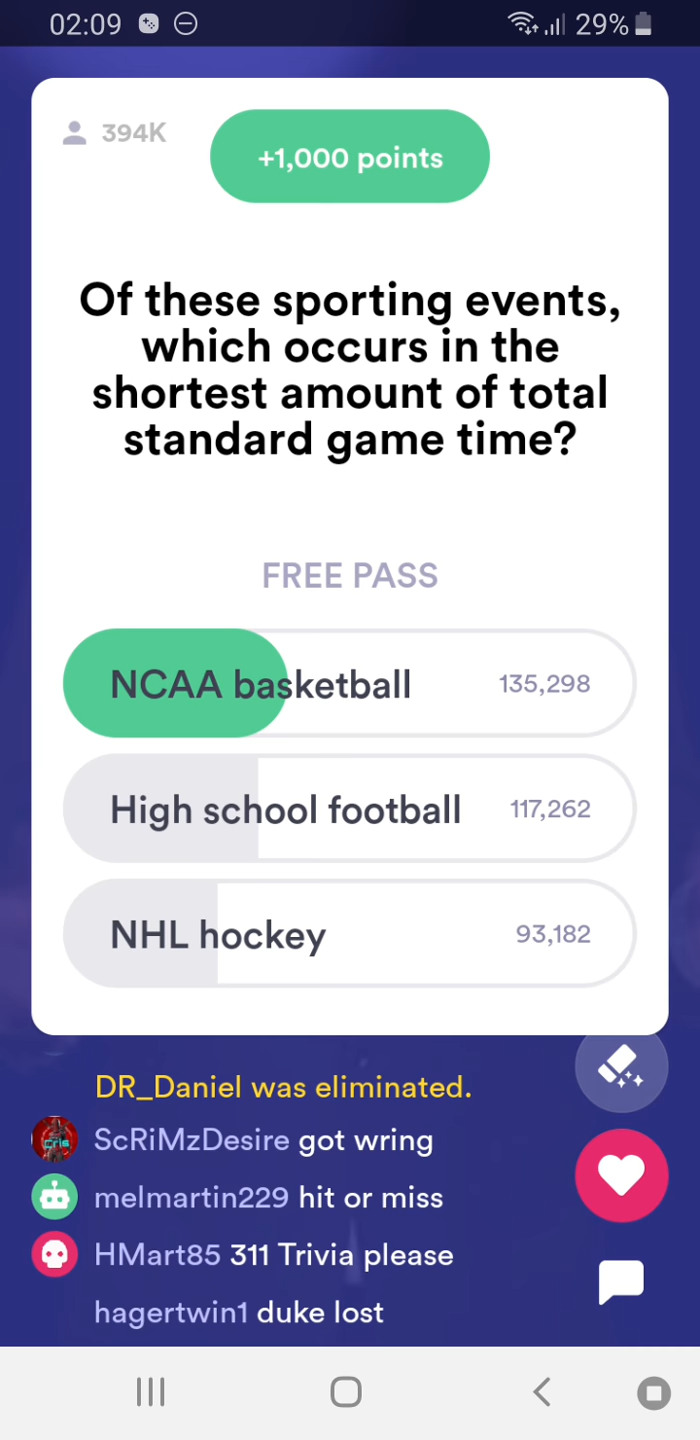 02:09 29%
394K
+1,000 points
Of these sporting events,
which occurs in the
shortest amount of total
standard game time?
FREE PASS
NCAA basketball 135,298
High school football 117,262
NHL hockey 93,182
DR_Daniel was eliminated.
ScRiMzDesire got wring
melmartin229 hit or miss
HMart85 311 Trivia please
hagertwin1 duke lost